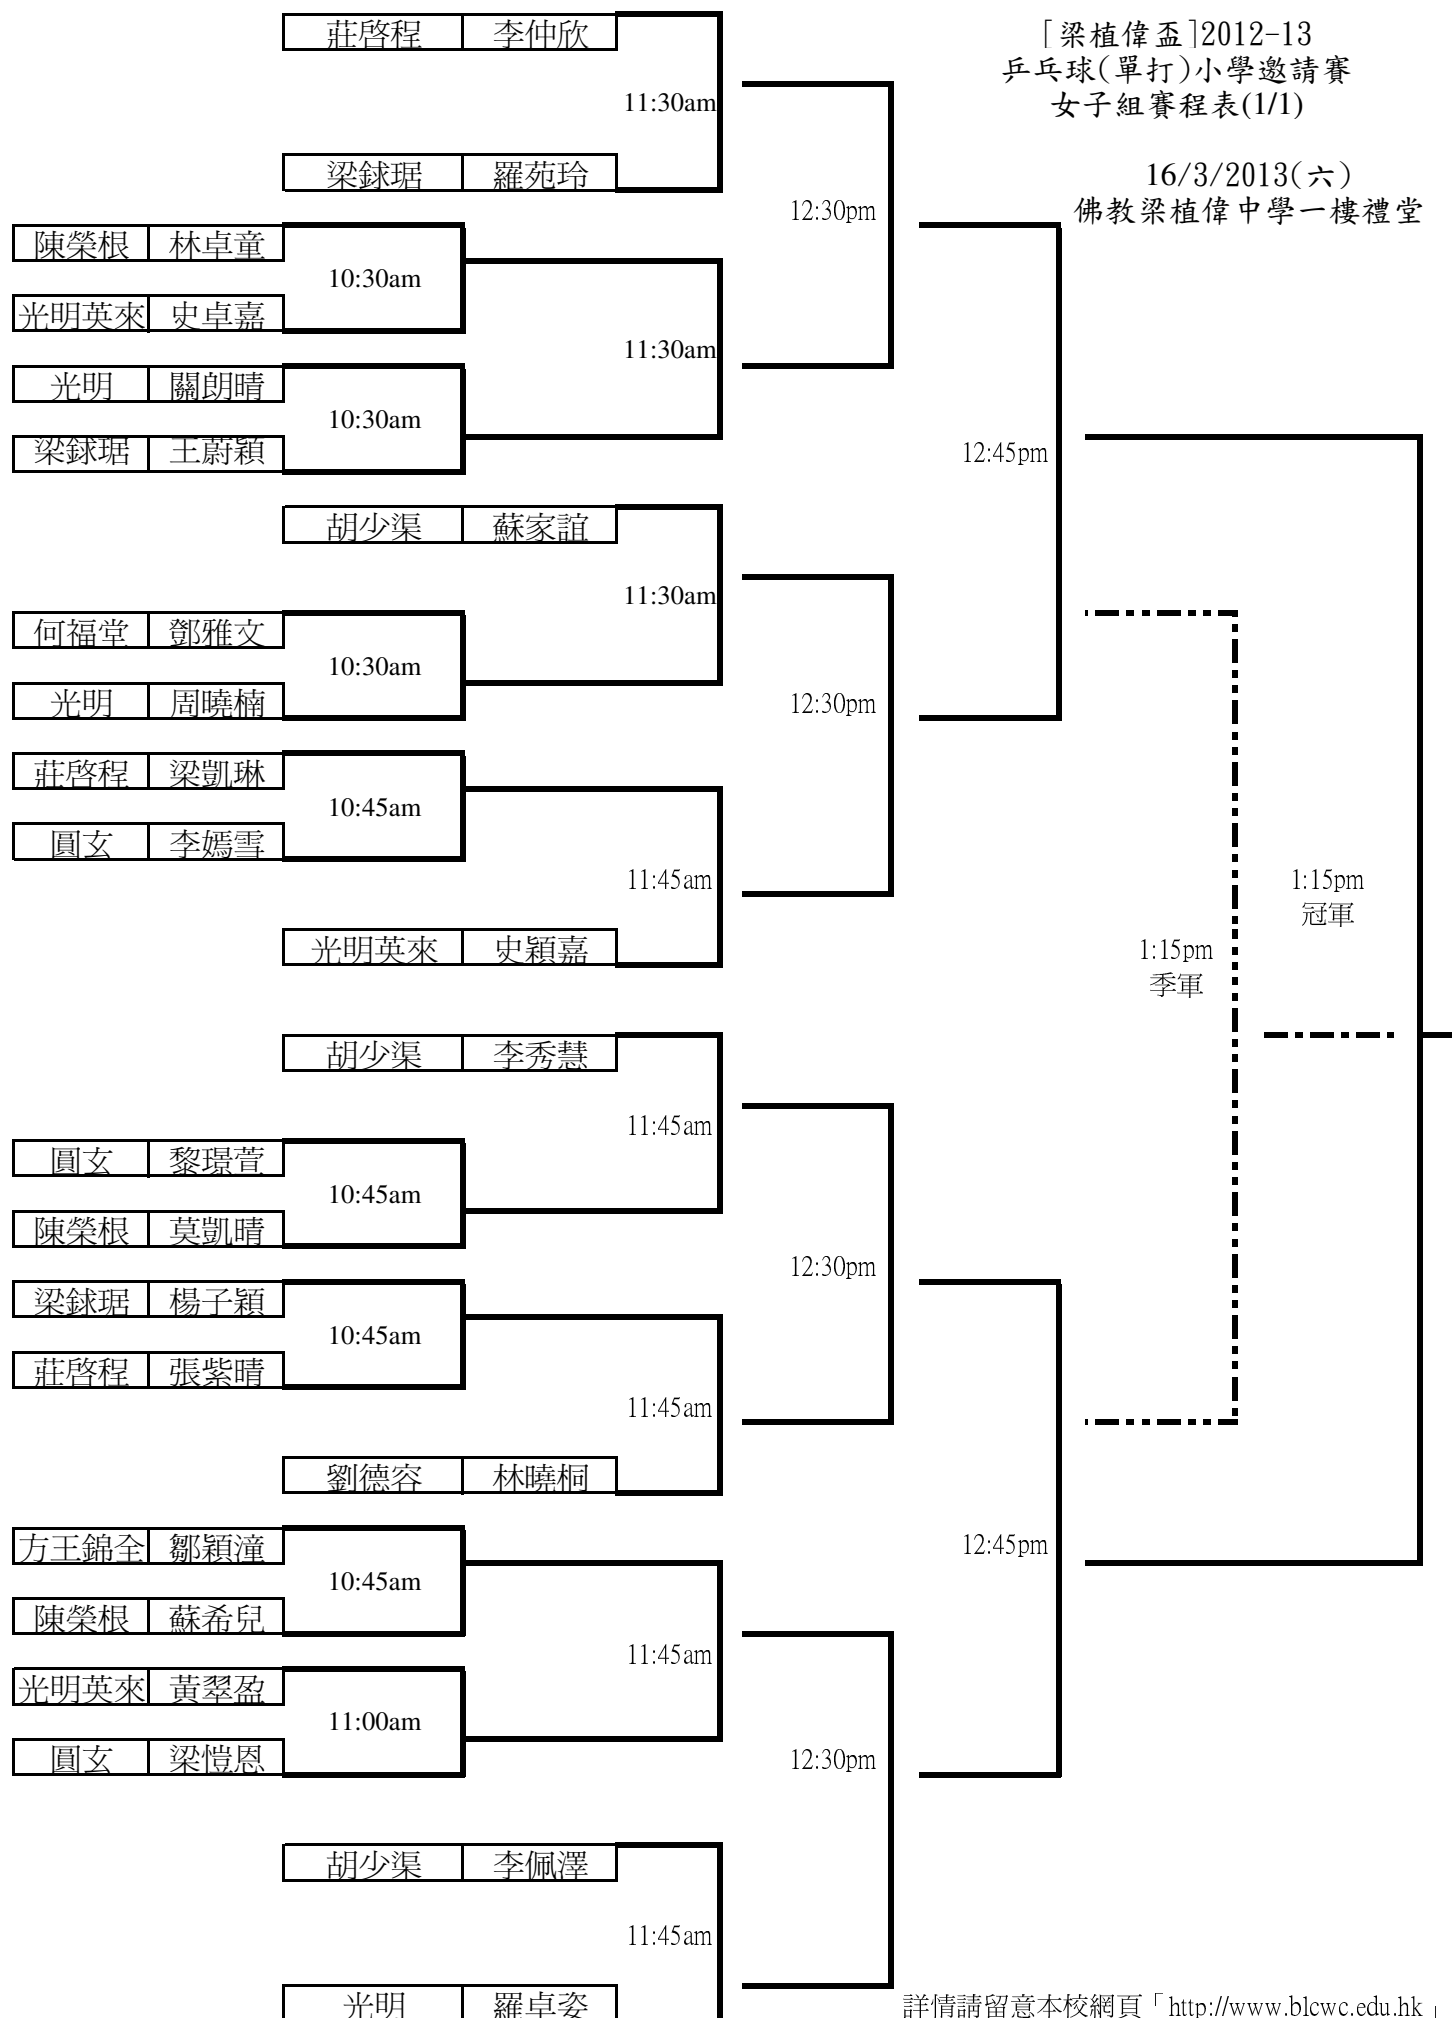 莊啓程 李仲欣
[梁植偉盃]2012-13
乒乓球(單打)小學邀請賽
女子組賽程表(1/1)
11:30am
梁銶琚 羅苑玲
16/3/2013(六)
佛教梁植偉中學一樓禮堂
12:30pm
陳榮根 林卓童
10:30am
光明英來 史卓嘉
11:30am
光明 關朗晴
10:30am
梁銶琚 王蔚穎
12:45pm
胡少渠 蘇家誼
11:30am
何福堂 鄧雅文
10:30am
光明 周曉楠
12:30pm
莊啓程 梁凱琳
10:45am
圓玄 李嫣雪
11:45am
1:15pm
冠軍
光明英來 史穎嘉
1:15pm
季軍
胡少渠 李秀慧
11:45am
圓玄 黎璟萱
10:45am
陳榮根 莫凱晴
12:30pm
梁銶琚 楊子穎
10:45am
莊啓程 張紫晴
11:45am
劉德容 林曉桐
方王錦全 鄒穎潼
12:45pm
10:45am
陳榮根 蘇希兒
11:45am
光明英來 黃翠盈
11:00am
圓玄 梁愷恩
12:30pm
胡少渠 李佩澤
11:45am
光明 羅卓姿
詳情請留意本校網頁「http://www.blcwc.edu.hk」